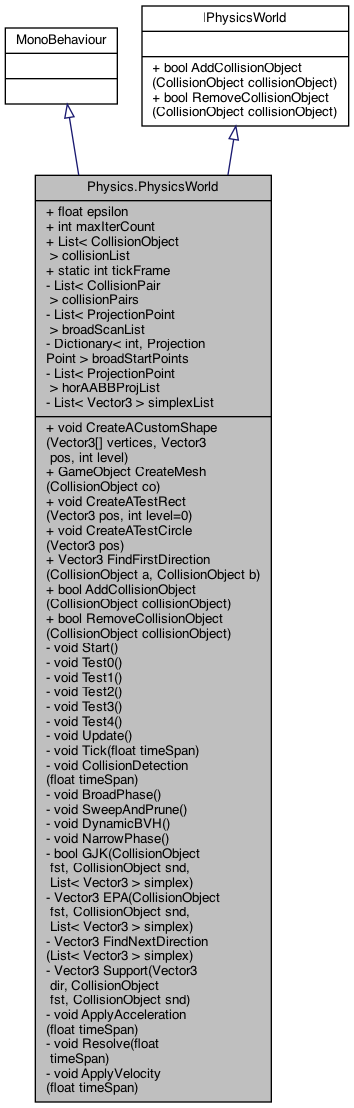 MonoBehaviour
IPhysicsWorld
+ bool AddCollisionObject
(CollisionObject collisionObject)
+ bool RemoveCollisionObject
(CollisionObject collisionObject)
Physics.PhysicsWorld
+ float epsilon
+ int maxIterCount
+ List< CollisionObject
 > collisionList
+ static int tickFrame
- List< CollisionPair
 > collisionPairs
- List< ProjectionPoint
 > broadScanList
- Dictionary< int, Projection
Point > broadStartPoints
- List< ProjectionPoint
 > horAABBProjList
- List< Vector3 > simplexList
+ void CreateACustomShape
(Vector3[] vertices, Vector3
 pos, int level)
+ GameObject CreateMesh
(CollisionObject co)
+ void CreateATestRect
(Vector3 pos, int level=0)
+ void CreateATestCircle
(Vector3 pos)
+ Vector3 FindFirstDirection
(CollisionObject a, CollisionObject b)
+ bool AddCollisionObject
(CollisionObject collisionObject)
+ bool RemoveCollisionObject
(CollisionObject collisionObject)
- void Start()
- void Test0()
- void Test1()
- void Test2()
- void Test3()
- void Test4()
- void Update()
- void Tick(float timeSpan)
- void CollisionDetection
(float timeSpan)
- void BroadPhase()
- void SweepAndPrune()
- void DynamicBVH()
- void NarrowPhase()
- bool GJK(CollisionObject
 fst, CollisionObject snd,
 List< Vector3 > simplex)
- Vector3 EPA(CollisionObject
 fst, CollisionObject snd,
 List< Vector3 > simplex)
- Vector3 FindNextDirection
(List< Vector3 > simplex)
- Vector3 Support(Vector3
 dir, CollisionObject
 fst, CollisionObject snd)
- void ApplyAcceleration
(float timeSpan)
- void Resolve(float
 timeSpan)
- void ApplyVelocity
(float timeSpan)